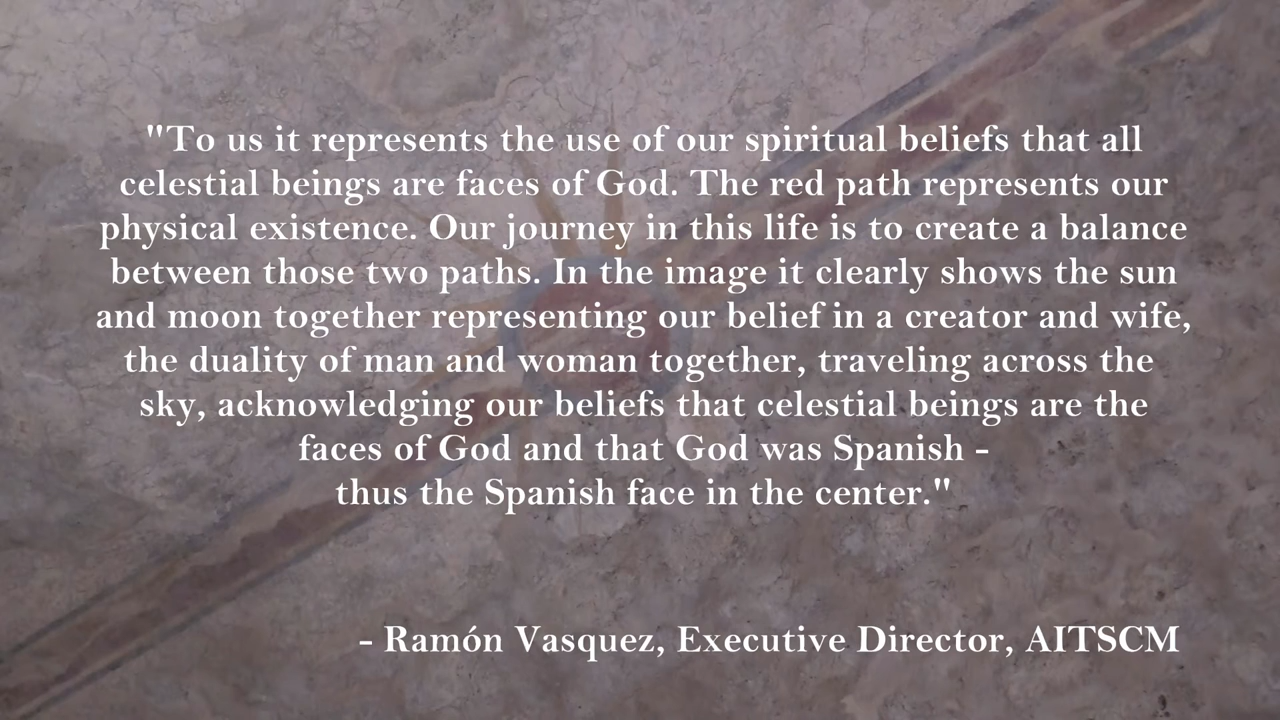 "To us it represents the use of our spiritual beliefs that all
celestial beings are faces of God. The red path represents our
physical existence. Our journey in this life is to create a balance
between those two paths. In the image it clearly shows the sun
and moon together representing our belief in a creator and wife,
the duality of man and woman together, traveling across the
sky, acknowledging our beliefs that celestial beings are the
faces of God and that God was Spanish -
thus the Spanish face in the center."
- Ramón Vasquez, Executive Director, AITSCM